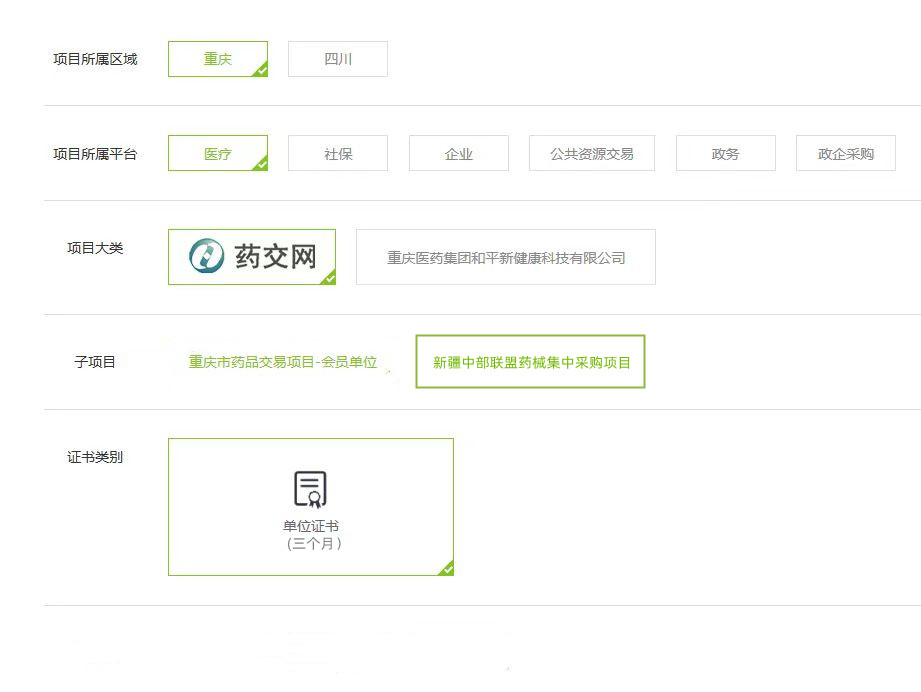 项目所属区域
重庆
四川
项目所属平台
医疗
社保
企业
公共资源交易
政务
政企采购
项目大类
药交网
重庆医药集团和平新健康科技有限公司
子项目
重庆市药品交易项目-会员单位
新疆中部联盟药械集中采购项目
证书类别
单位证书
（三个月）